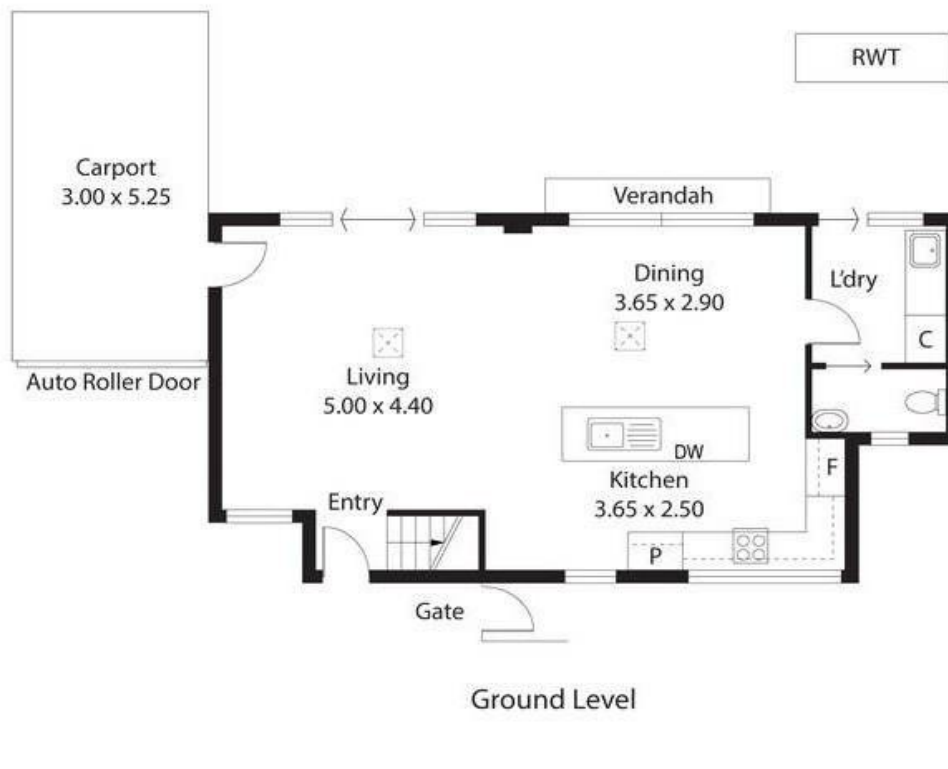 RWT
Carport
3.00 x 5.25
Verandah
Dining
3.65 x 2.90
L'dry
C
Auto Roller Door
Living
5.00 x 4.40
DW
Kitchen
3.65 x 2.50
F
Entry
P
Gate
Ground Level